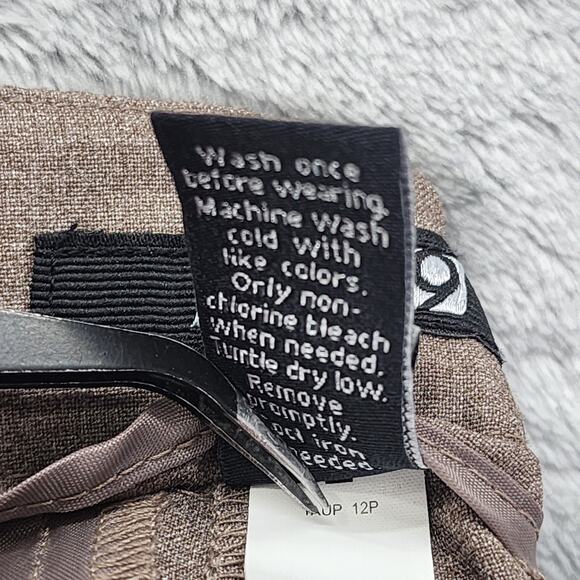 Wash once
before wearing.
Machine Wash
cold with
like colors.
Only non-
chlorine bleach
when needed.
Tumble dry low.
Remove
promptly.
iron
needed
9
12P